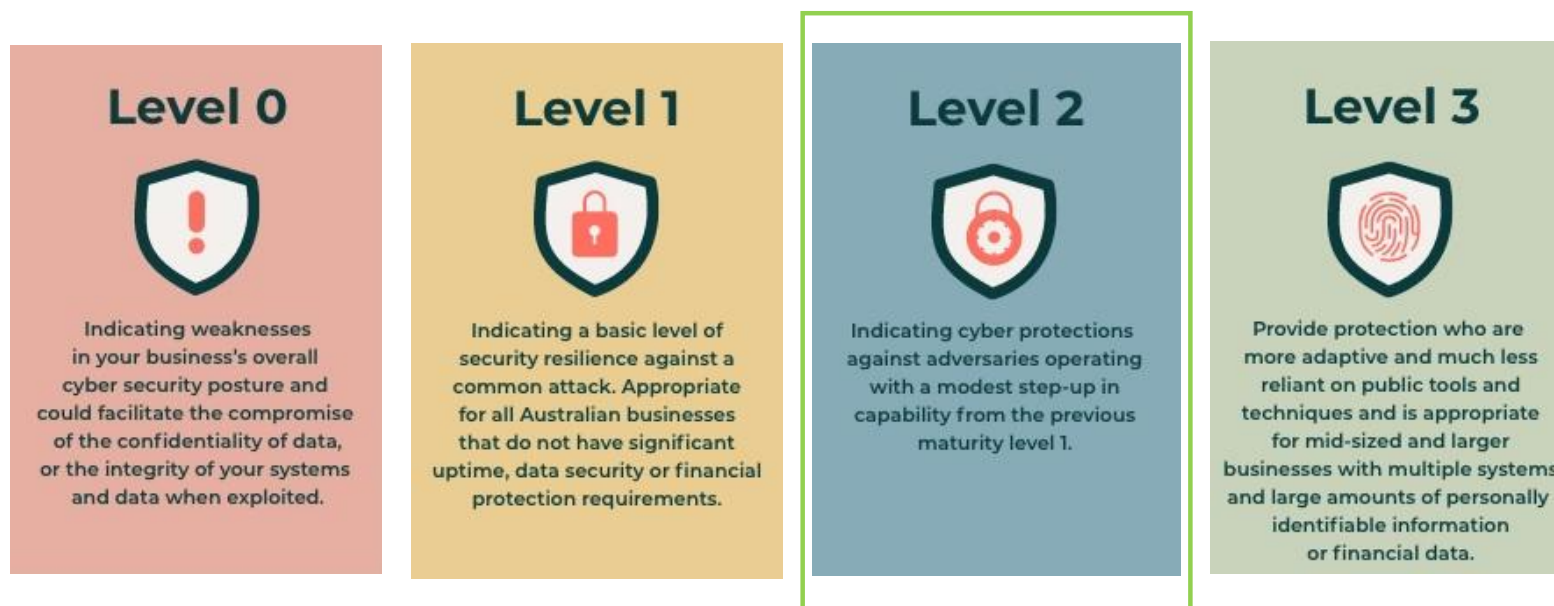 Level 0
Indicating weaknesses
in your business's overall
cyber security posture and
could facilitate the compromise
of the confidentiality of data,
or the integrity of your systems
and data when exploited.
Level 1
Indicating a basic level of
security resilience against a
common attack. Appropriate
for all Australian businesses
that do not have significant
uptime, data security or financial
protection requirements.
Level 2
Indicating cyber protections
against adversaries operating
with a modest step-up in
capability from the previous
maturity level 1.
Level 3
Provide protection who are
more adaptive and much less
reliant on public tools and
techniques and is appropriate
for mid-sized and larger
businesses with multiple systems
and large amounts of personally
identifiable information
or financial data.